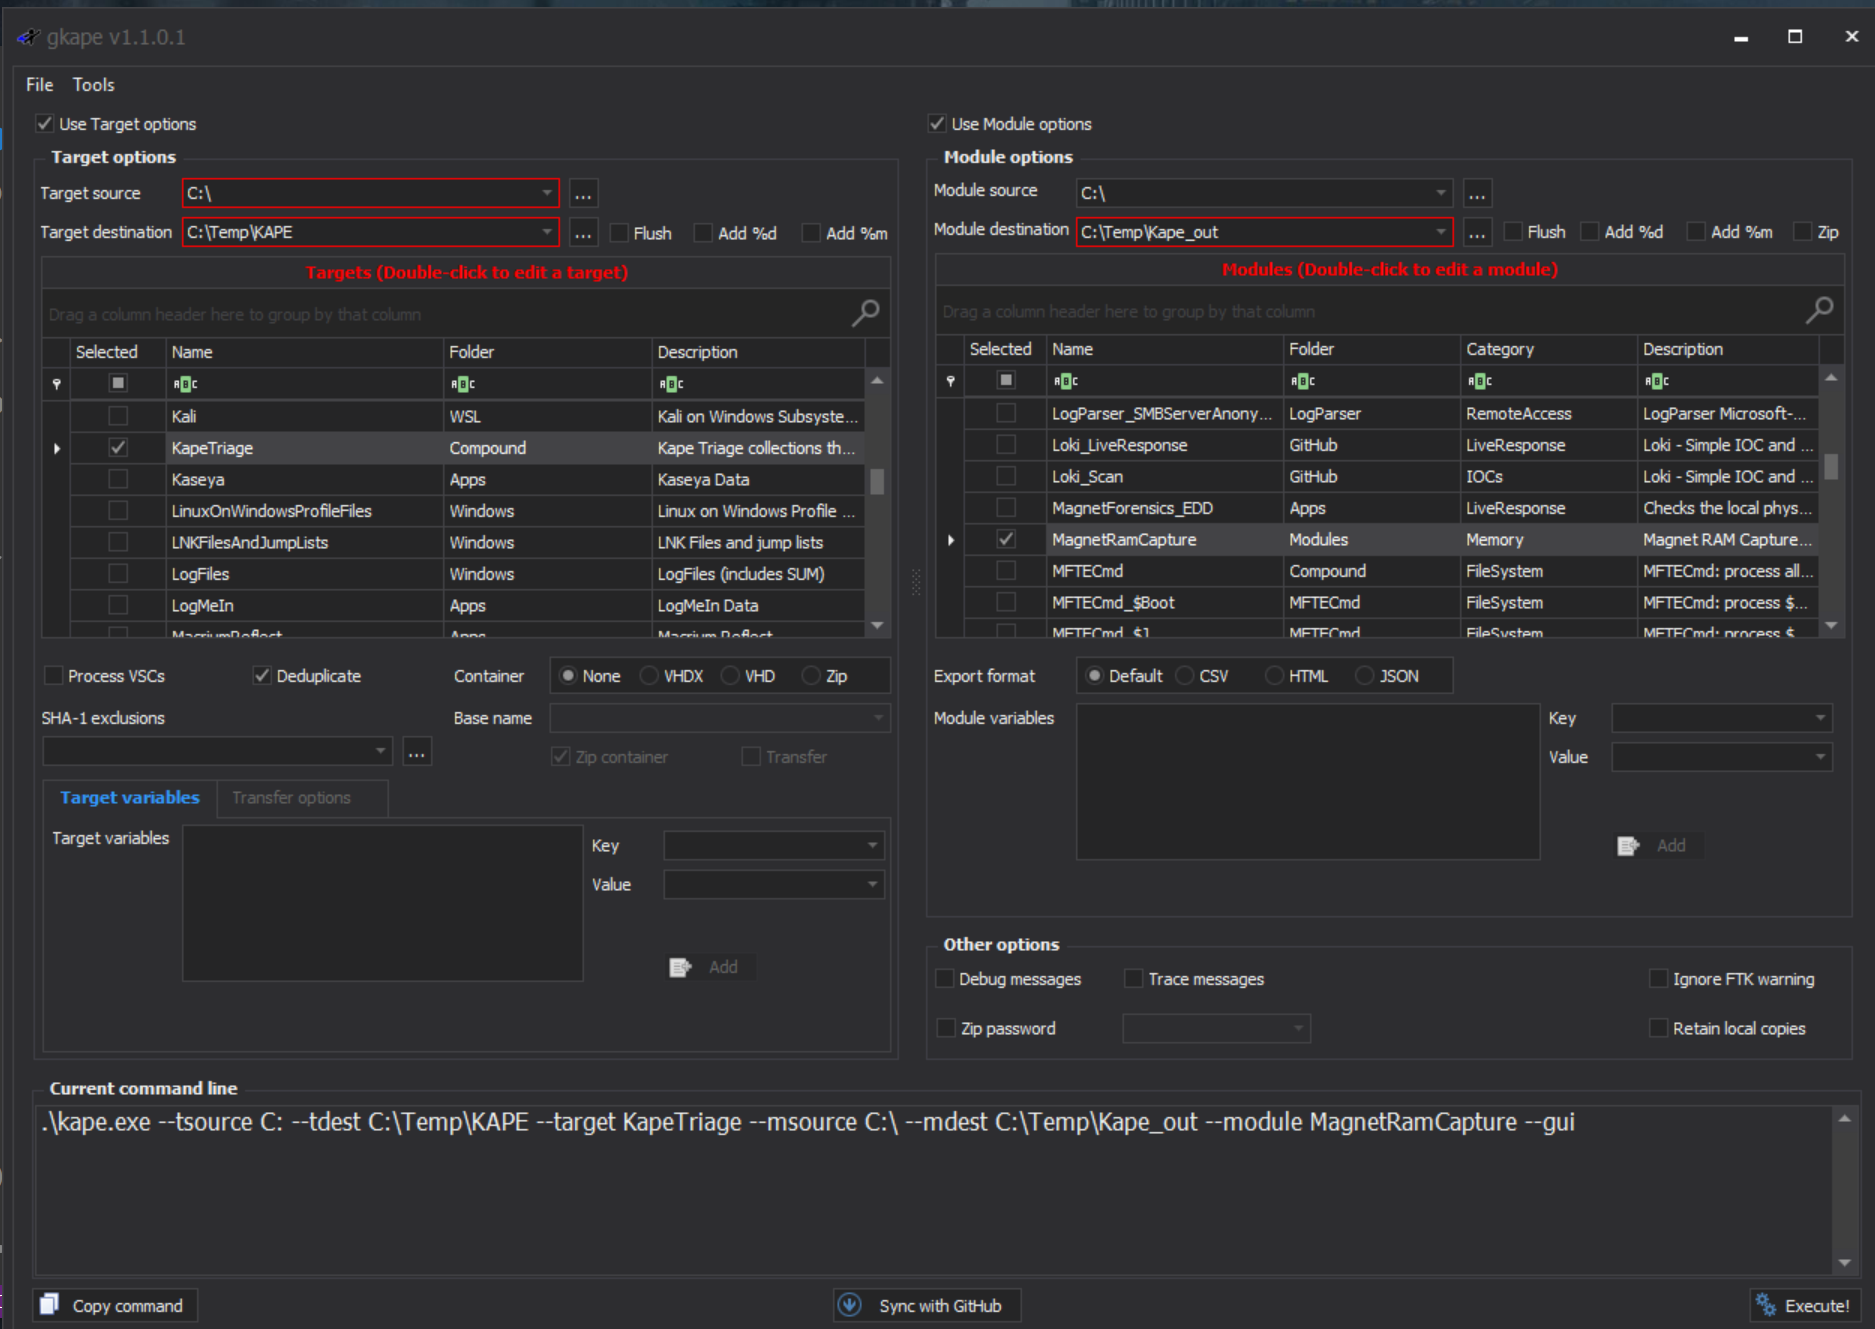 gkape v1.1.0.1
File Tools
Use Target options
Target options
Target source C:\ ...
Target destination C:\Temp\KAPE ... Flush Add %d Add %m
Targets (Double-click to edit a target)
Drag a column header here to group by that column
Selected Name Folder Description
Kali WSL Kali on Windows Subsyste...
KapeTriage Compound Kape Triage collections th...
Kaseya Apps Kaseya Data
LinuxOnWindowsProfileFiles Windows Linux on Windows Profile ...
LNKFilesAndJumpLists Windows LNK Files and jump lists
LogFiles Windows LogFiles (includes SUM)
LogMeIn Apps LogMeIn Data
MacriumReflect Apps Macrium Reflect
Process VSCs Deduplicate Container None VHDX VHD Zip
SHA-1 exclusions Base name
... Zip container Transfer
Target variables Transfer options
Target variables Key
Value
Add
Use Module options
Module options
Module source C:\ ...
Module destination C:\Temp\Kape_out ... Flush Add %d Add %m Zip
Modules (Double-click to edit a module)
Drag a column header here to group by that column
Selected Name Folder Category Description
LogParser_SMBServerAnony... LogParser RemoteAccess LogParser Microsoft-...
Loki_LiveResponse GitHub LiveResponse Loki - Simple IOC and ...
Loki_Scan GitHub IOCs Loki - Simple IOC and ...
MagnetForensics_EDD Apps LiveResponse Checks the local phys...
MagnetRamCapture Modules Memory Magnet RAM Capture...
MFTECmd Compound FileSystem MFTECmd: process all...
MFTECmd_$Boot MFTECmd FileSystem MFTECmd: process $...
MFTECmd_$J MFTECmd FileSystem MFTECmd: process $
Export format Default CSV HTML JSON
Module variables Key
Value
Add
Other options
Debug messages Trace messages Ignore FTK warning
Zip password Retain local copies
Current command line
.\kape.exe --tsource C: --tdest C:\Temp\KAPE --target KapeTriage --msource C:\ --mdest C:\Temp\Kape_out --module MagnetRamCapture --gui
Copy command Sync with GitHub Execute!